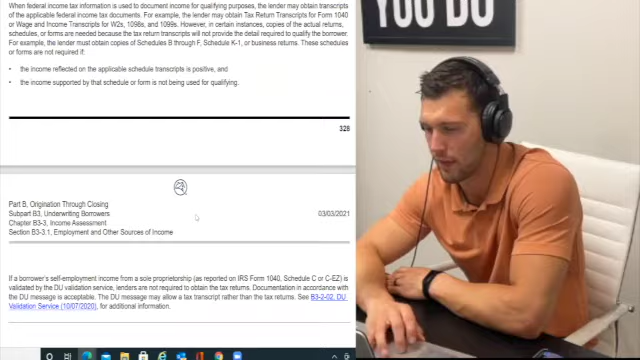 When federal income tax information is used to document income for qualifying purposes, the lender may obtain transcripts
of the applicable federal income tax documents. For example, the lender may obtain Tax Return Transcripts for Form 1040
or Wage and Income Transcripts for W2s, 1098s, and 1099s. However, in certain instances, copies of the actual returns,
schedules, or forms are needed because the tax return transcripts will not provide the detail required to qualify the borrower.
For example, the lender must obtain copies of Schedules B through F, Schedule K-1, or business returns. These schedules
or forms are not required if:
• the income reflected on the applicable schedule transcripts is positive, and
• the income supported by that schedule or form is not being used for qualifying.
328
Part B, Origination Through Closing
Subpart B3, Underwriting Borrowers
03/03/2021
Chapter B3-3, Income Assessment
Section B3-3.1, Employment and Other Sources of Income
If a borrower's self-employment income from a sole proprietorship (as reported on IRS Form 1040, Schedule C or C-EZ) is
validated by the DU validation service, lenders are not required to obtain the tax returns. Documentation in accordance
with the DU message is acceptable. The DU message may allow a tax transcript rather than the tax returns. See B3-2-02, DU
Validation Service (10/07/2020), for additional information.
YOU DO